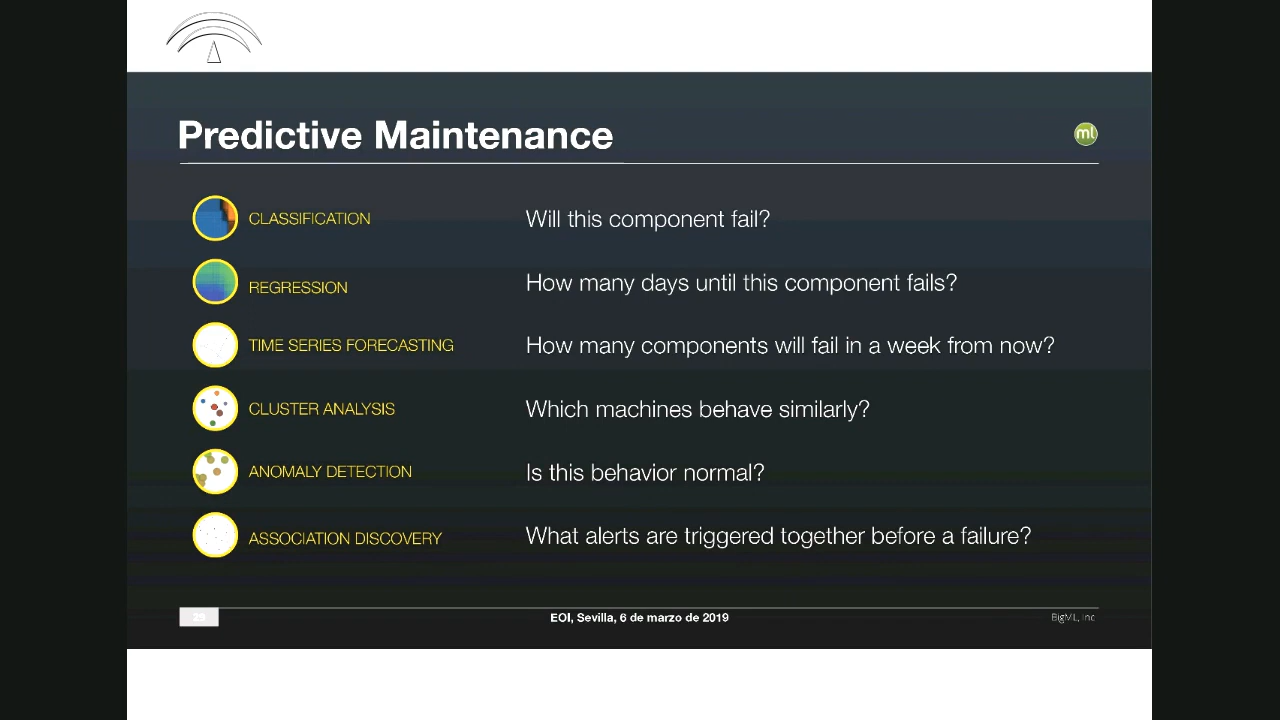 Predictive Maintenance
ml
CLASSIFICATION
Will this component fail?
REGRESSION
How many days until this component fails?
TIME SERIES FORECASTING
How many components will fail in a week from now?
CLUSTER ANALYSIS
Which machines behave similarly?
ANOMALY DETECTION
Is this behavior normal?
ASSOCIATION DISCOVERY
What alerts are triggered together before a failure?
EOI, Sevilla, 6 de marzo de 2019
BigML, Inc